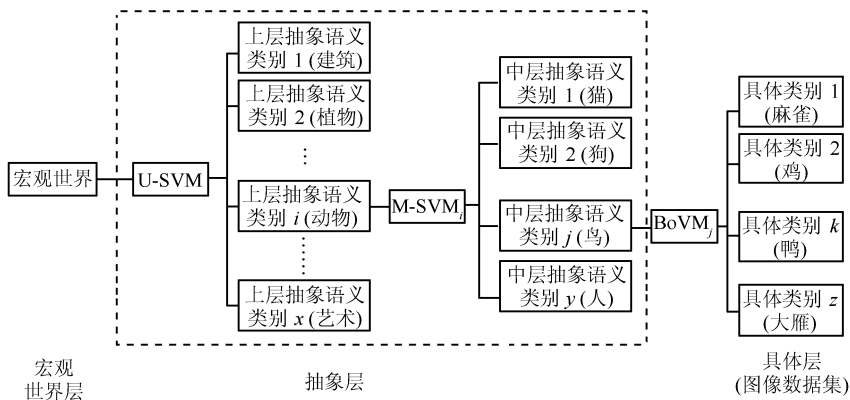 宏观世界
U-SVM
上层抽象语义
类别 1 (建筑)
上层抽象语义
类别 2 (植物)
…
上层抽象语义
类别 i (动物)
……
上层抽象语义
类别 x (艺术)
M-SVMi
中层抽象语义
类别 1 (猫)
中层抽象语义
类别 2 (狗)
中层抽象语义
类别 j (鸟)
中层抽象语义
类别 y (人)
BoVMj
具体类别 1
(麻雀)
具体类别 2
(鸡)
具体类别 k
(鸭)
具体类别 z
(大雁)
宏观
世界层
抽象层
具体层
(图像数据集)